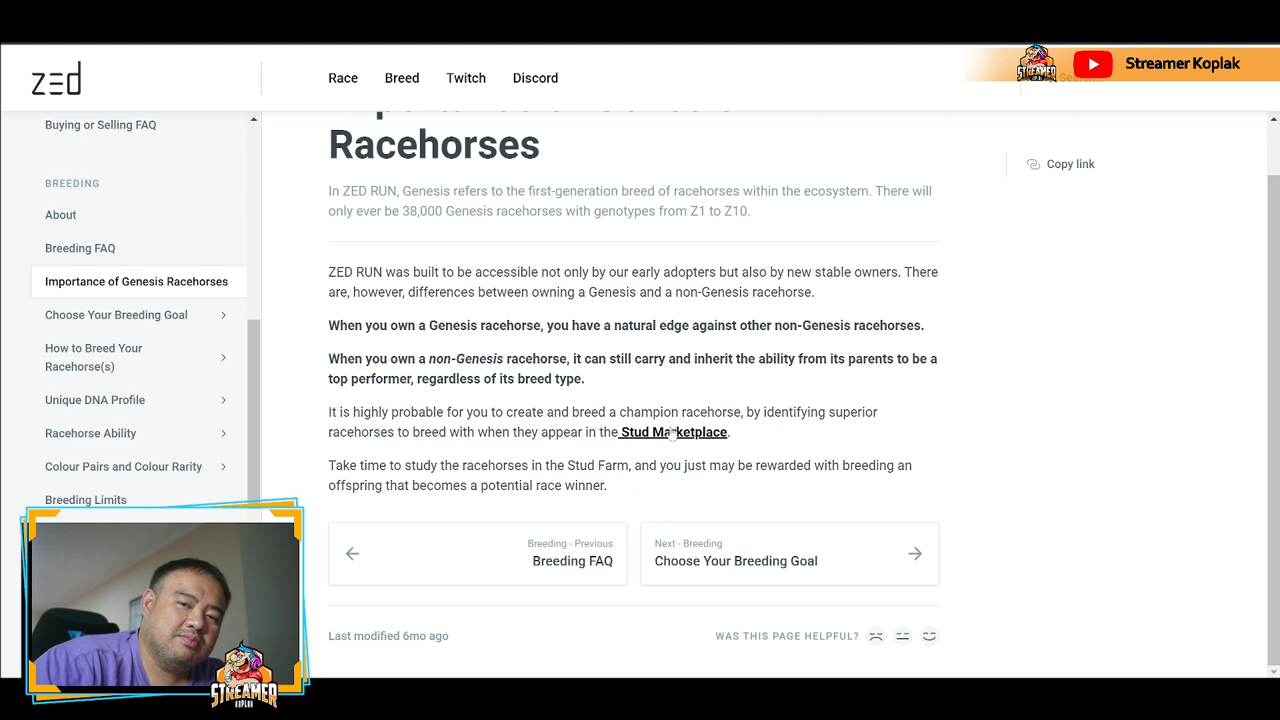 zed
Race
Breed
Twitch
Discord
Streamer Koplak
Buying or Selling FAQ
BREEDING
About
Breeding FAQ
Importance of Genesis Racehorses
Choose Your Breeding Goal
How to Breed Your
Racehorse(s)
Unique DNA Profile
Racehorse Ability
Colour Pairs and Colour Rarity
Breeding Limits
Racehorses
In ZED RUN, Genesis refers to the first-generation breed of racehorses within the ecosystem. There will
only ever be 38,000 Genesis racehorses with genotypes from Z1 to Z10.
ZED RUN was built to be accessible not only by our early adopters but also by new stable owners. There
are, however, differences between owning a Genesis and a non-Genesis racehorse.
When you own a Genesis racehorse, you have a natural edge against other non-Genesis racehorses.
When you own a non-Genesis racehorse, it can still carry and inherit the ability from its parents to be a
top performer, regardless of its breed type.
It is highly probable for you to create and breed a champion racehorse, by identifying superior
racehorses to breed with when they appear in the Stud Marketplace.
Take time to study the racehorses in the Stud Farm, and you just may be rewarded with breeding an
offspring that becomes a potential race winner.
Breeding - Previous
Breeding FAQ
Next - Breeding
Choose Your Breeding Goal
Last modified 6mo ago
WAS THIS PAGE HELPFUL?
Copy link
STREAMER
KOPLAK